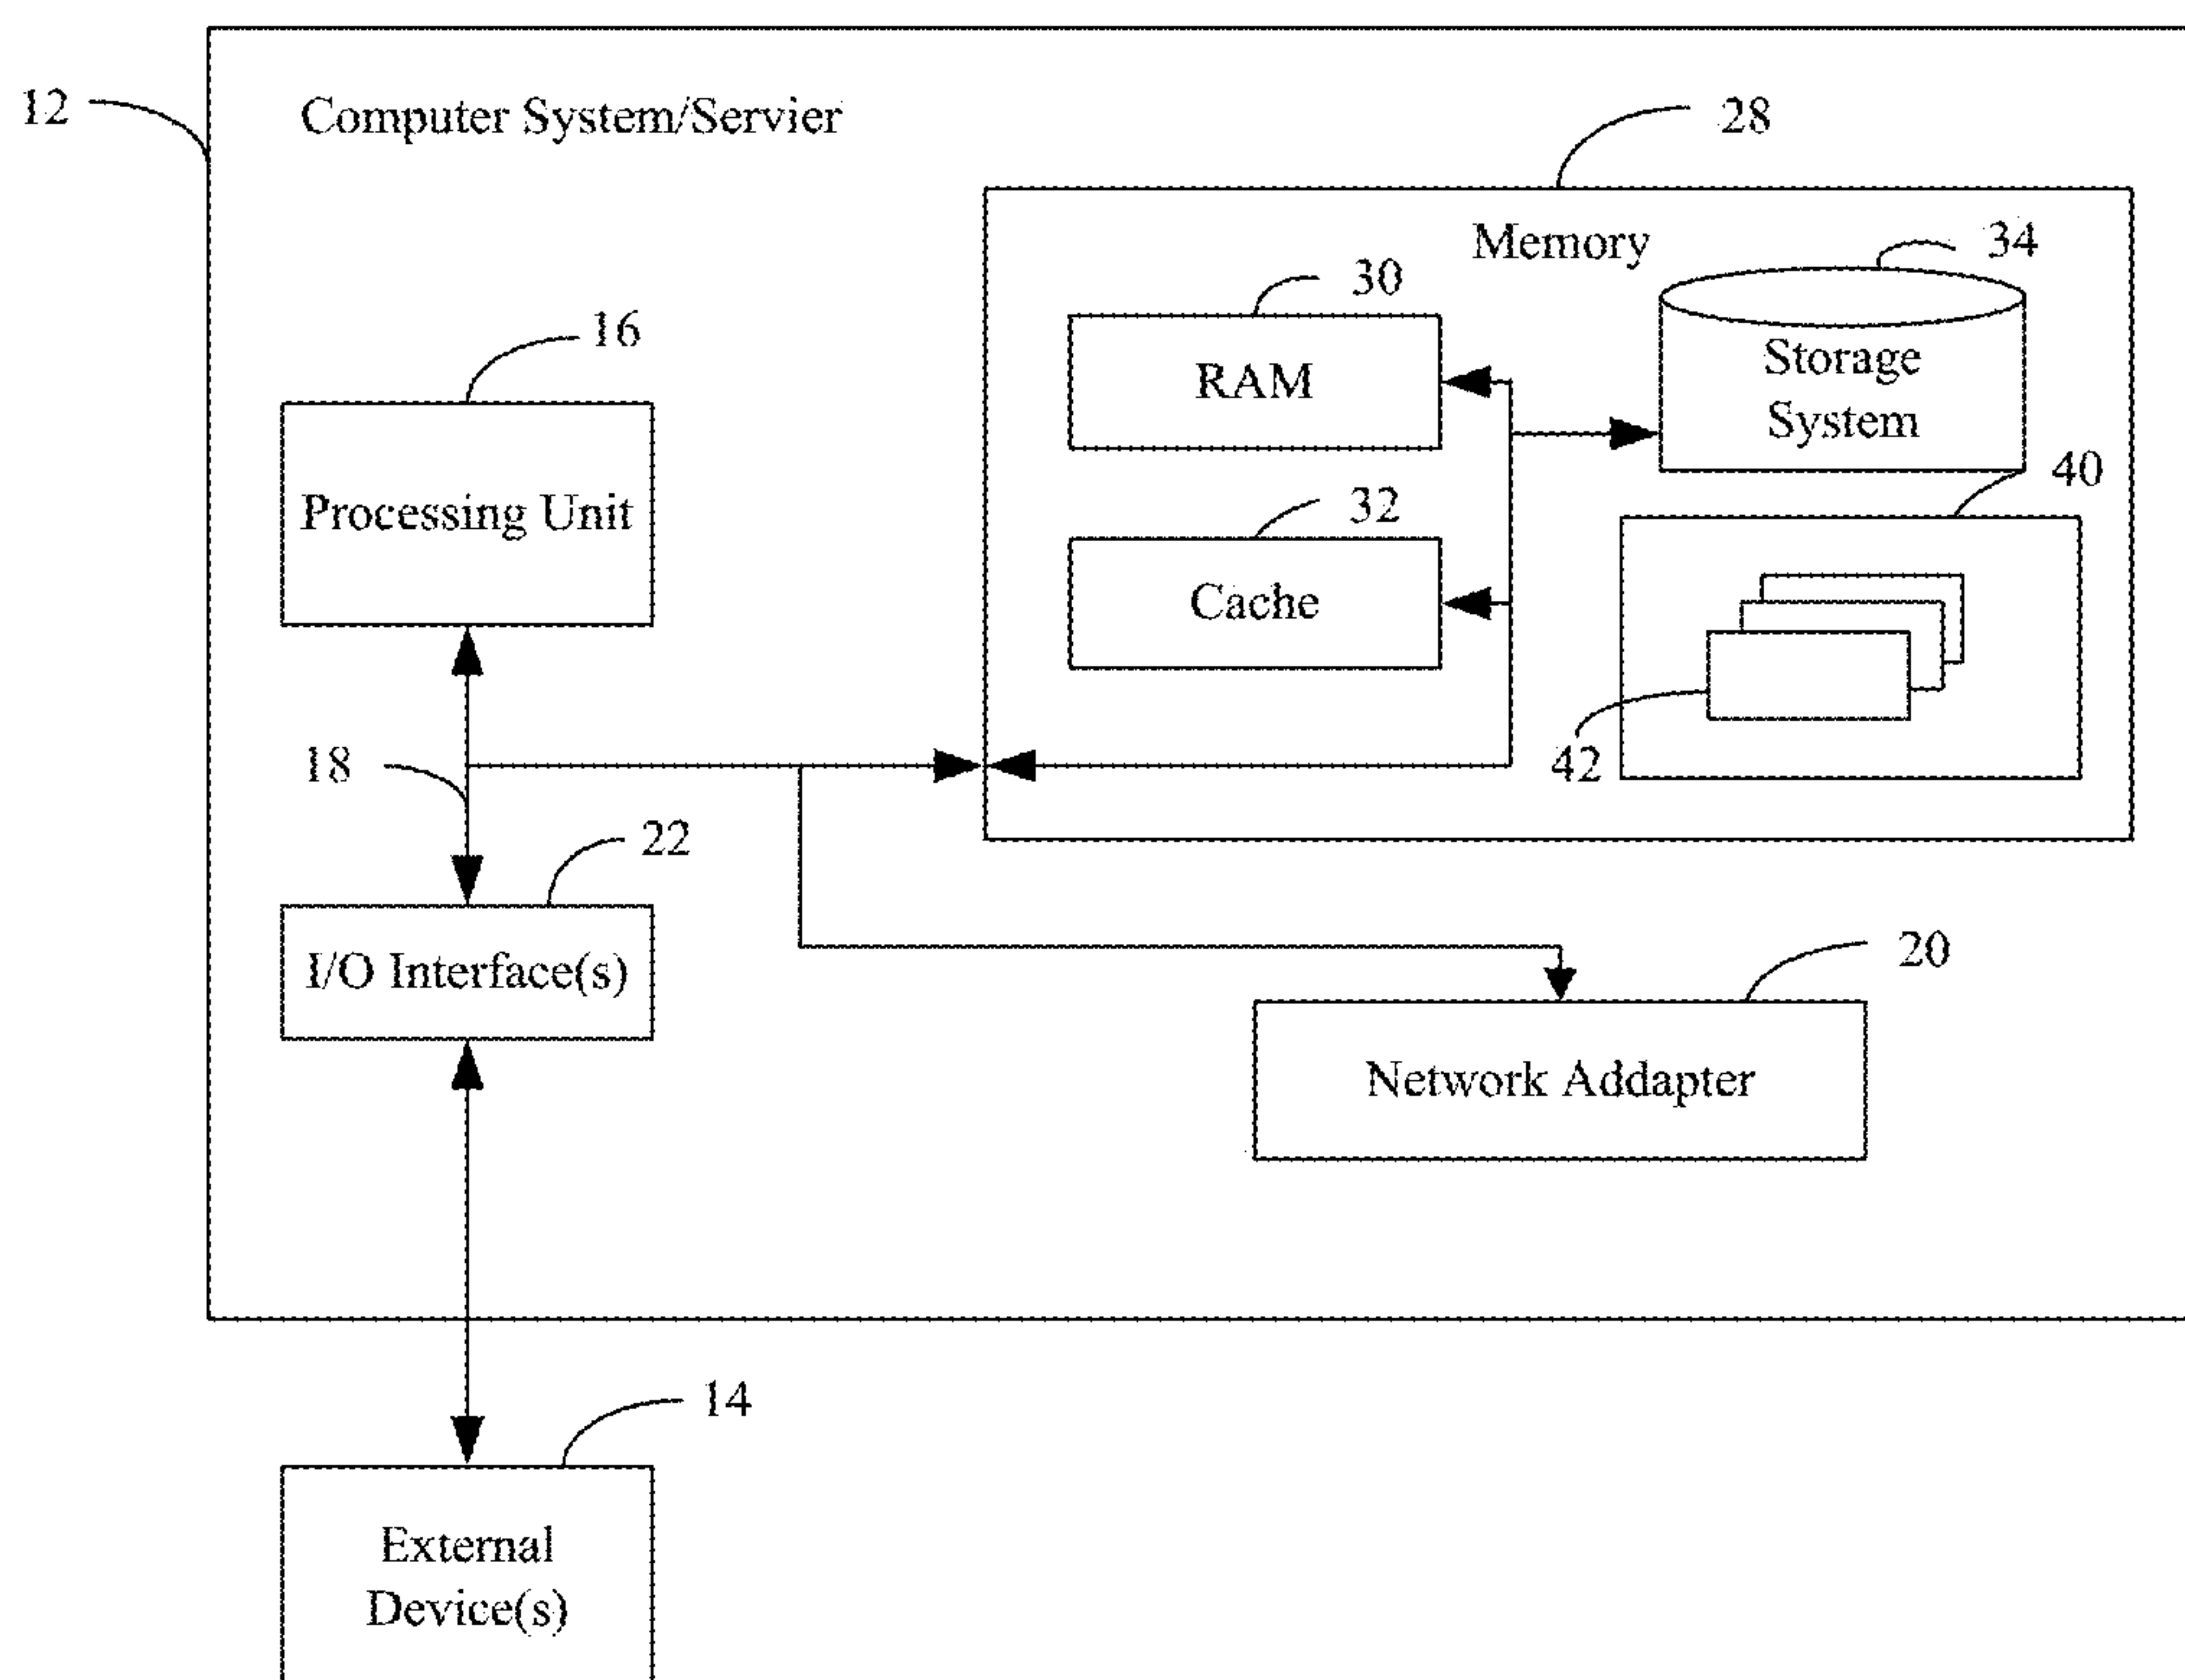 12
Computer System/Servier
28
Memory
34
30
16
RAM
Storage
System
40
Processing Unit
32
Cache
18
42
22
I/O Interface(s)
20
Network Addapter
14
External
Device(s)